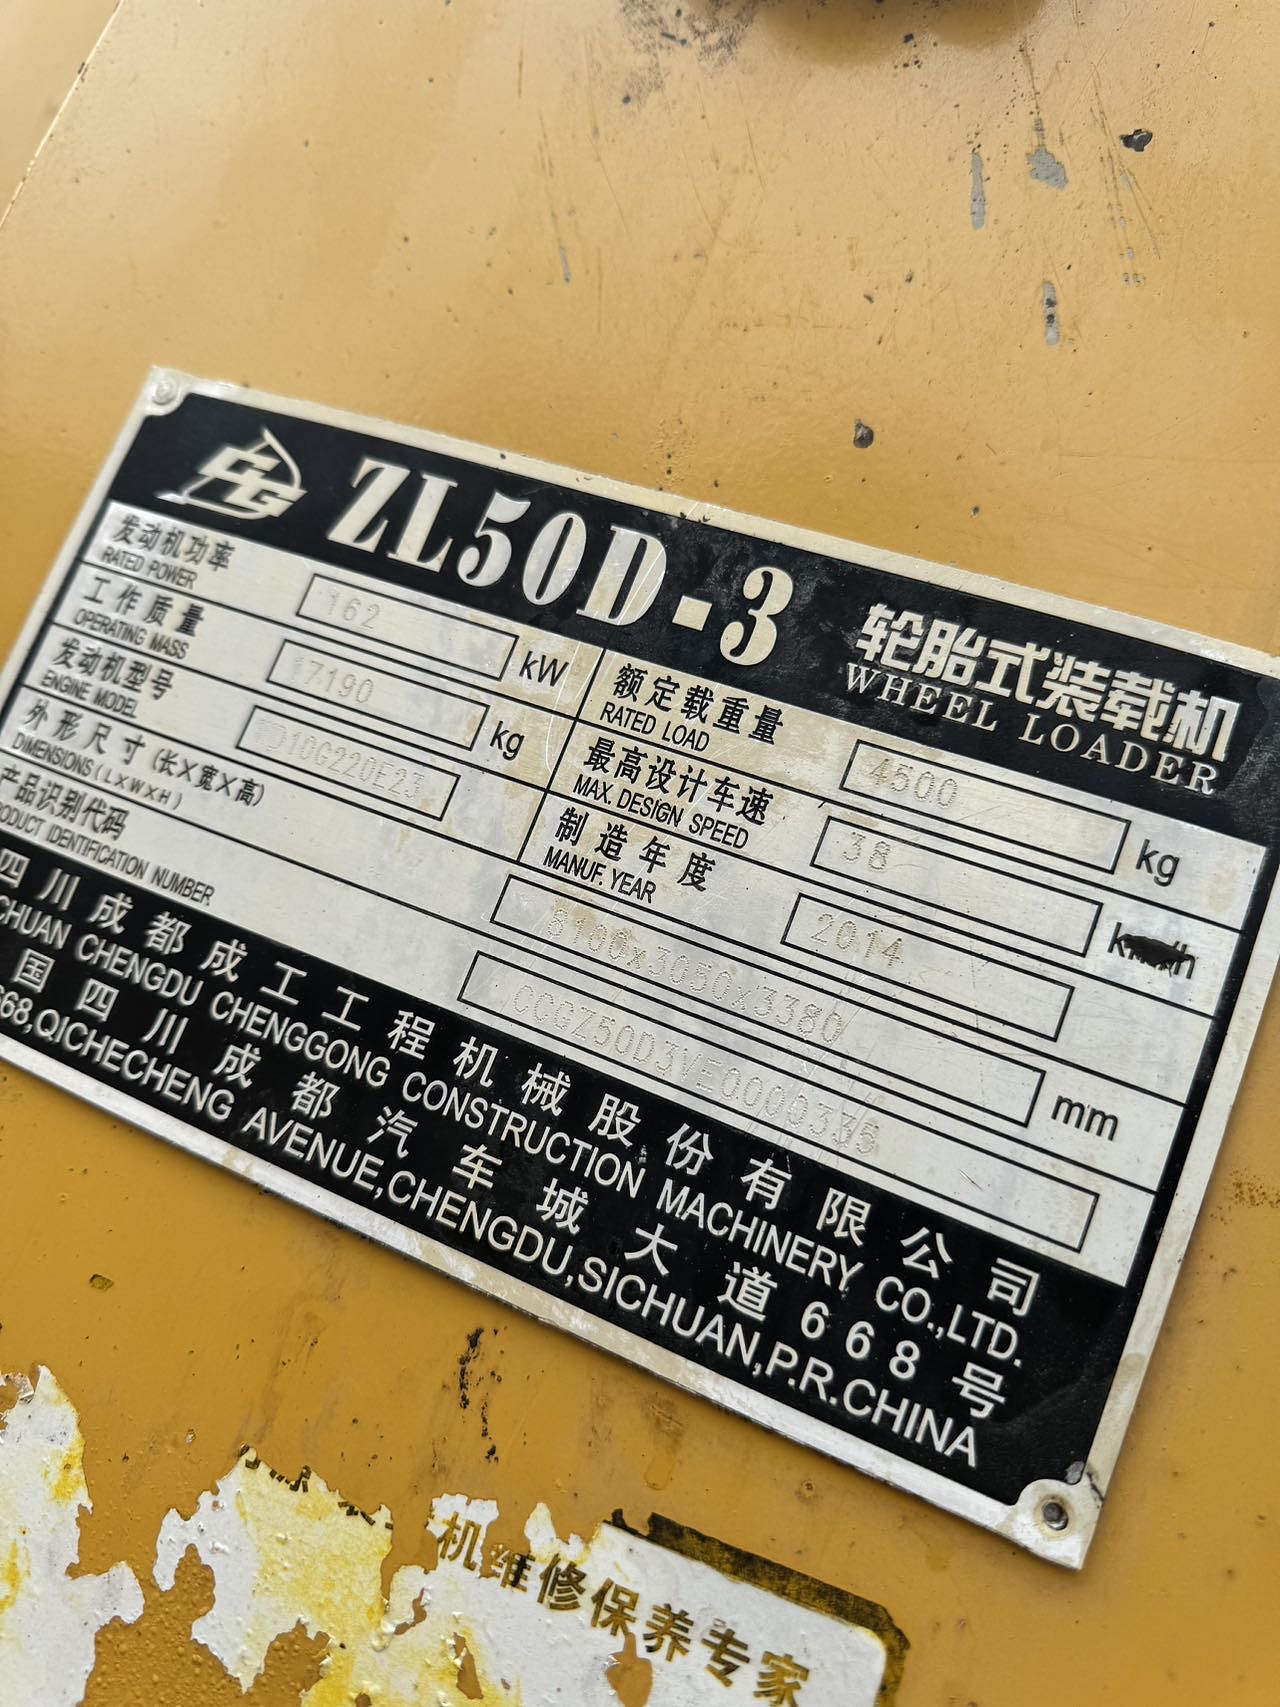 CG ZL50D-3 轮胎式装载机
WHEEL LOADER
发动机功率 162 kW
RATED POWER
额定载重量 4500 kg
RATED LOAD
工作质量 17190 kg
OPERATING MASS
最高设计车速 38
MAX. DESIGN SPEED
发动机型号 D10G220E23
ENGINE MODEL
制造年度 2014
MANUF. YEAR
外形尺寸(长X宽X高) 8100x3050x3380 mm
DIMENSIONS(LXWXH)
产品识别代码 CCGZ50D3VE0000335
PRODUCT IDENTIFICATION NUMBER
四川成都成工工程机械股份有限公司
CHUAN CHENGDU CHENGGONG CONSTRUCTION MACHINERY CO.,LTD.
国四川成都汽车城大道668号
668,QICHECHENG AVENUE,CHENGDU,SICHUAN,P.R.CHINA
机维修保养专家